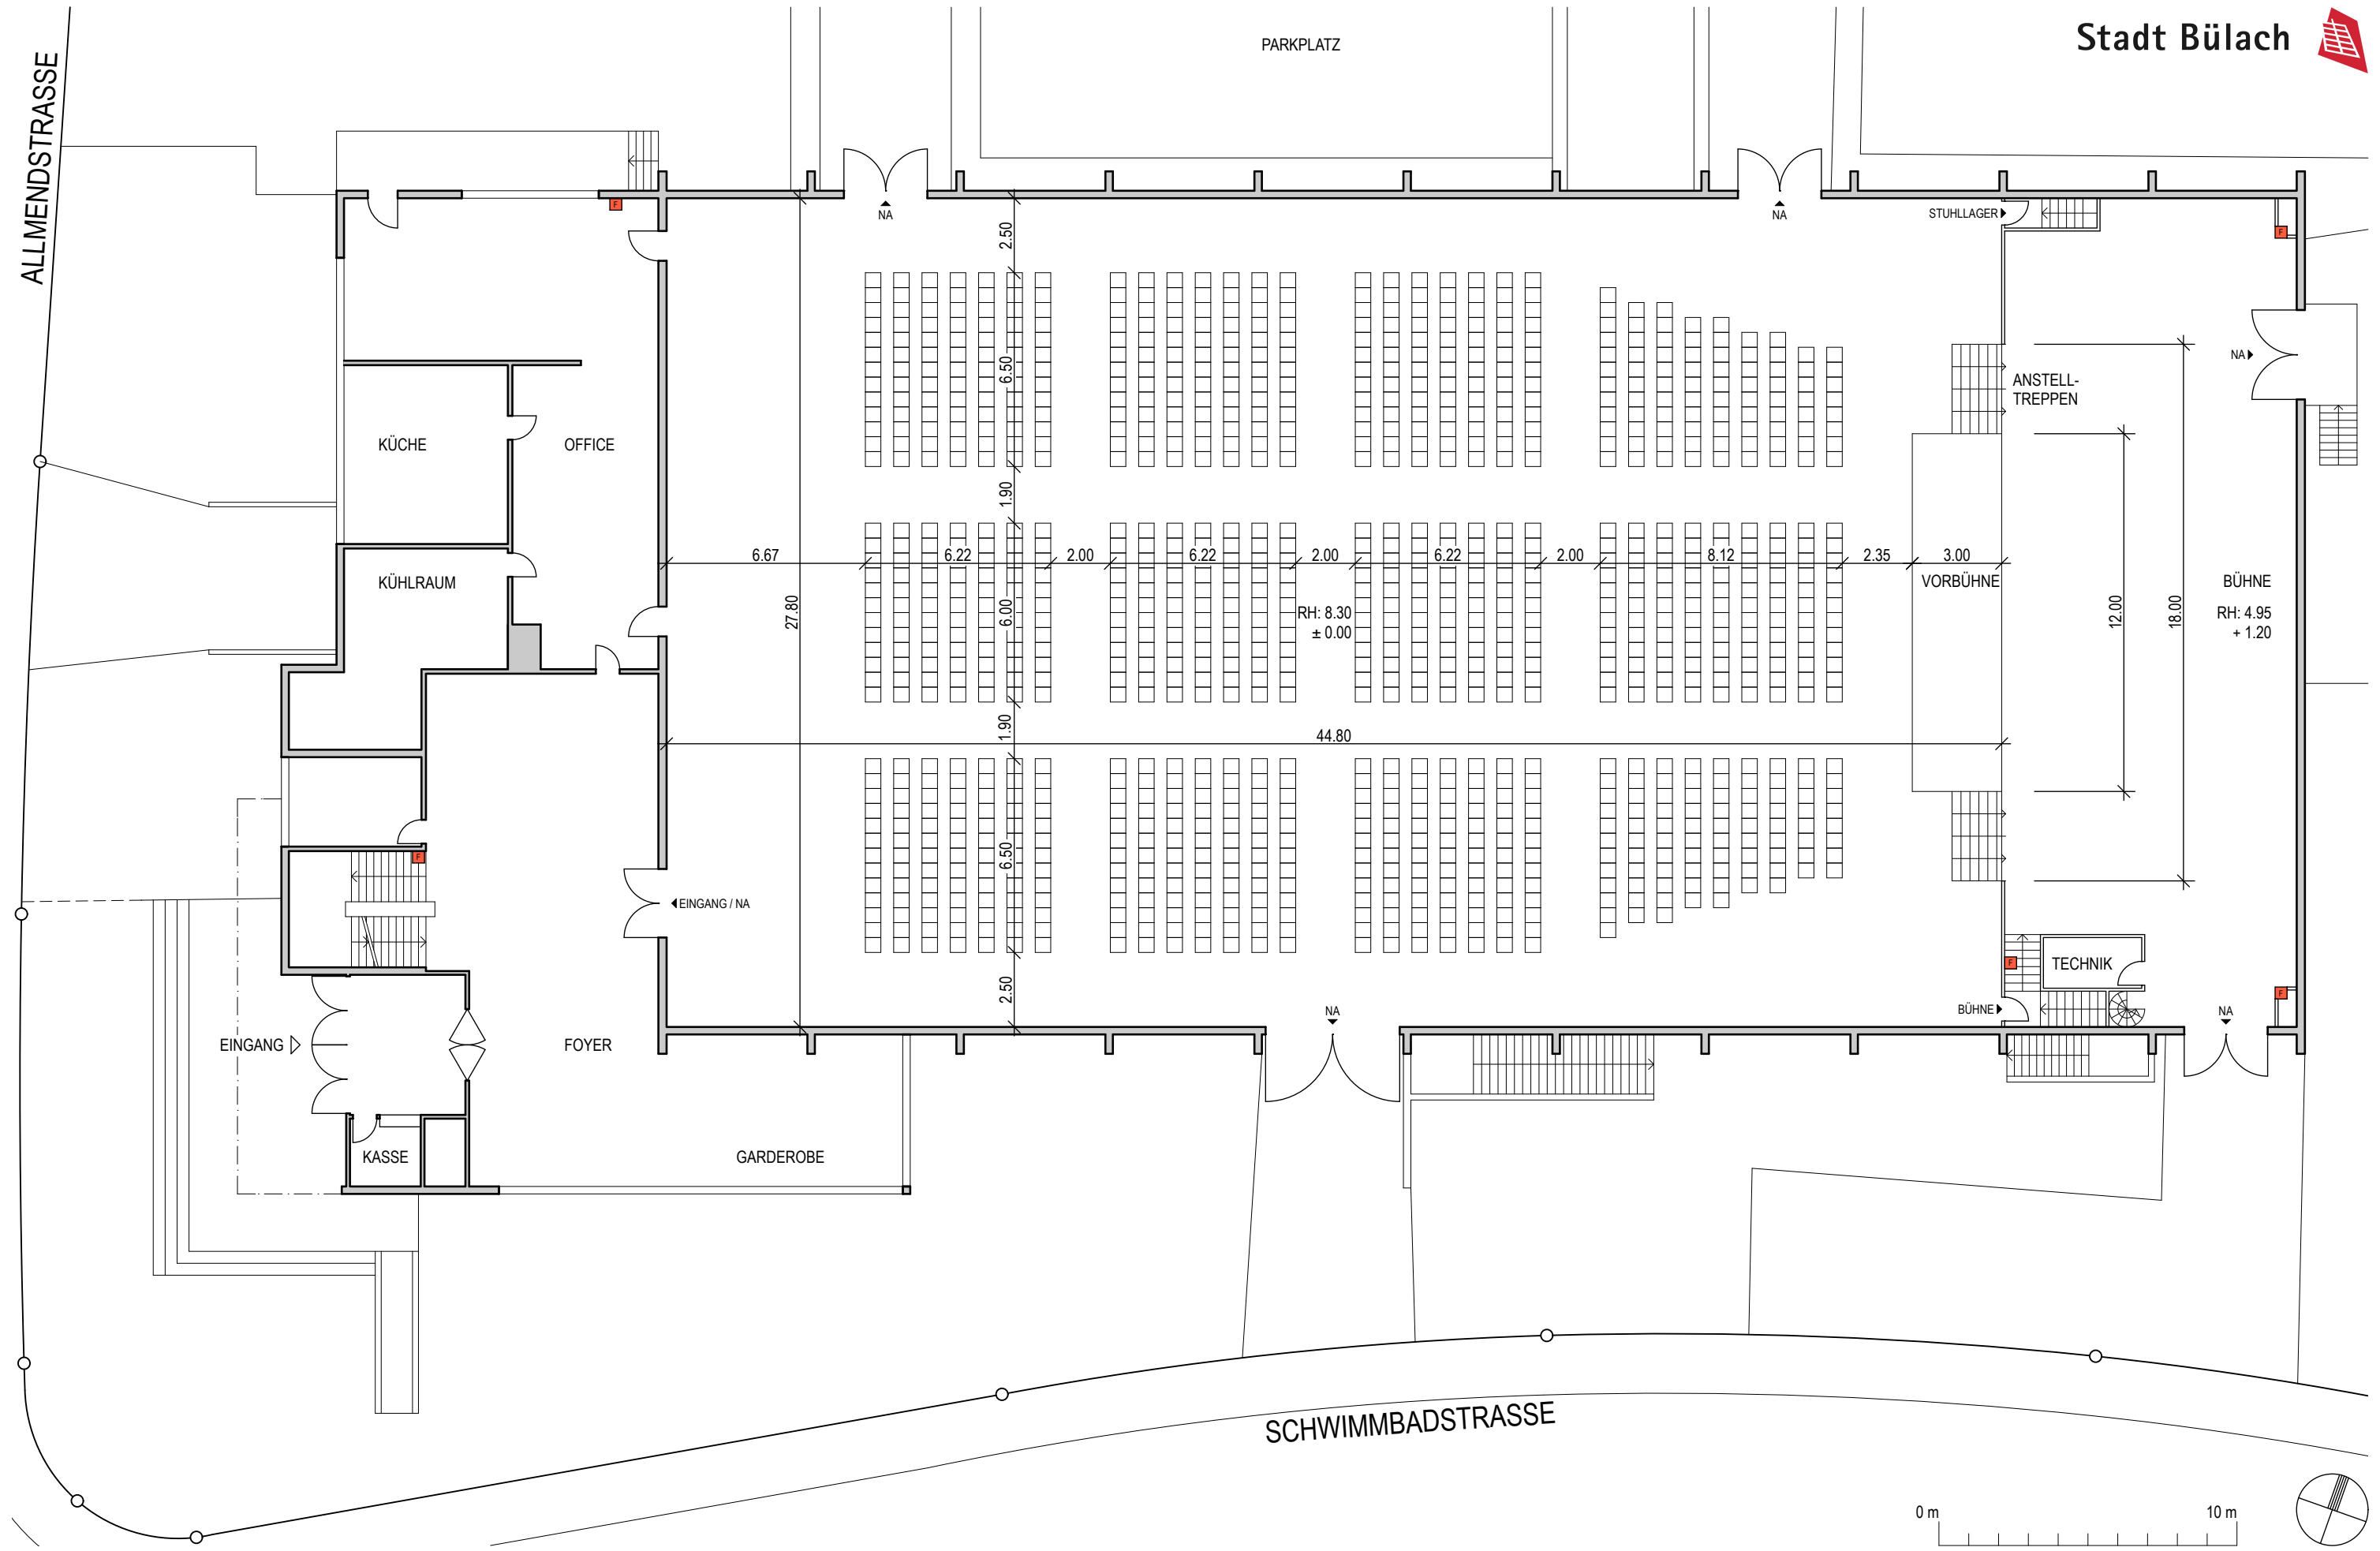 Stadt Bülach
PARKPLATZ
ALLMENDSTRASSE
F
NA
NA
STUHLLAGER
F
2.50
NA
6.50
ANSTELL-
TREPPEN
KÜCHE
OFFICE
1.90
6.67
6.22
2.00
6.22
2.00
6.22
2.00
8.12
2.35
3.00
KÜHLRAUM
VORBÜHNE
BÜHNE
27.80
6.00
RH: 8.30
± 0.00
12.00
18.00
RH: 4.95
+ 1.20
1.90
44.80
F
6.50
EINGANG / NA
F
TECHNIK
2.50
F
NA
BÜHNE
NA
EINGANG
FOYER
KASSE
GARDEROBE
SCHWIMMBADSTRASSE
0 m
10 m